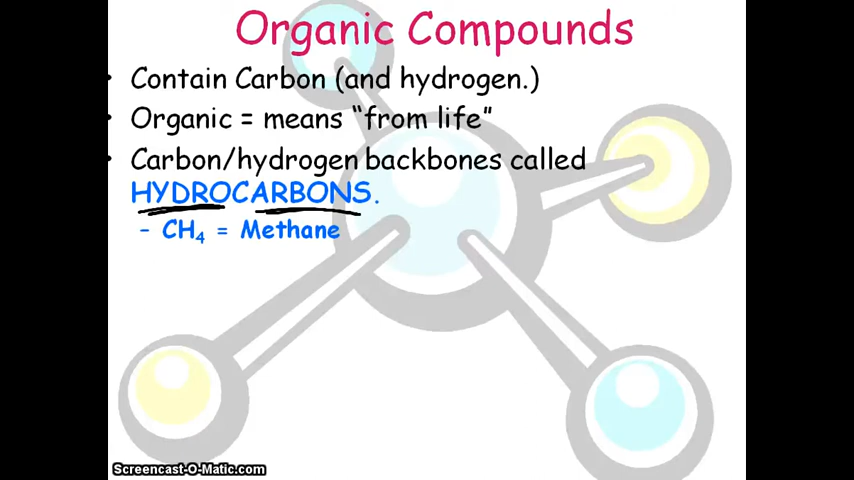 Organic Compounds
• Contain Carbon (and hydrogen.)
• Organic = means “from life”
• Carbon/hydrogen backbones called
HYDROCARBONS.
- CH₄ = Methane
Screencast-O-Matic.com